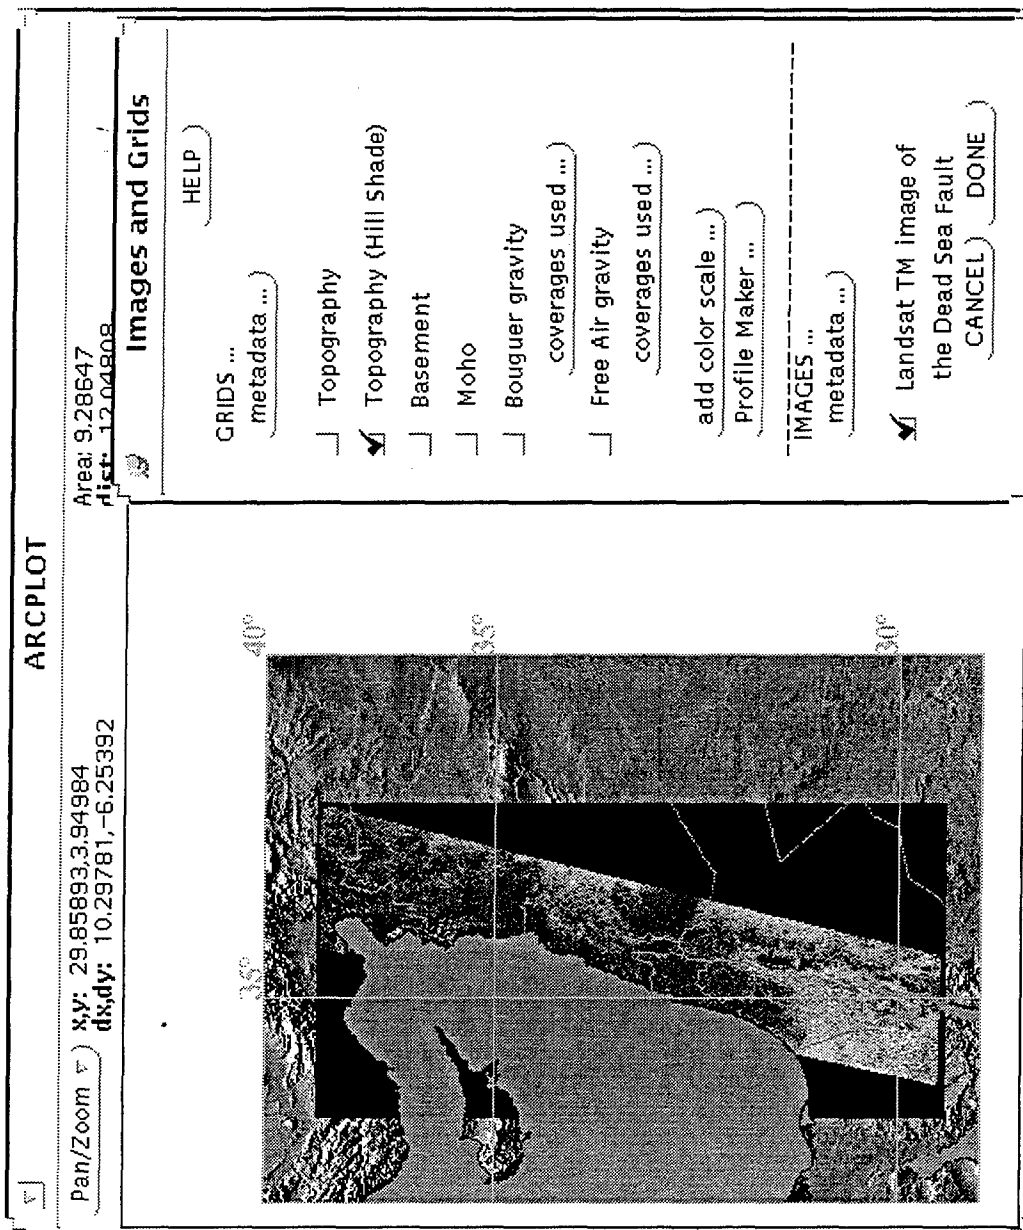 ARCPLOT
Pan/Zoom
x,y: 29.85893,3.94984
dx,dy: 10.29781,-6.25392
Area: 9.28647
dist: 12.04808
Images and Grids
HELP
GRIDS ...
metadata ...
Topography
Topography (Hill Shade)
Basement
Moho
Bouguer gravity
coverages used ...
Free Air gravity
coverages used ...
add color scale ...
Profile Maker ...
IMAGES ...
metadata ...
Landsat TM image of
the Dead Sea Fault
CANCEL
DONE
35°
40°
35°
30°